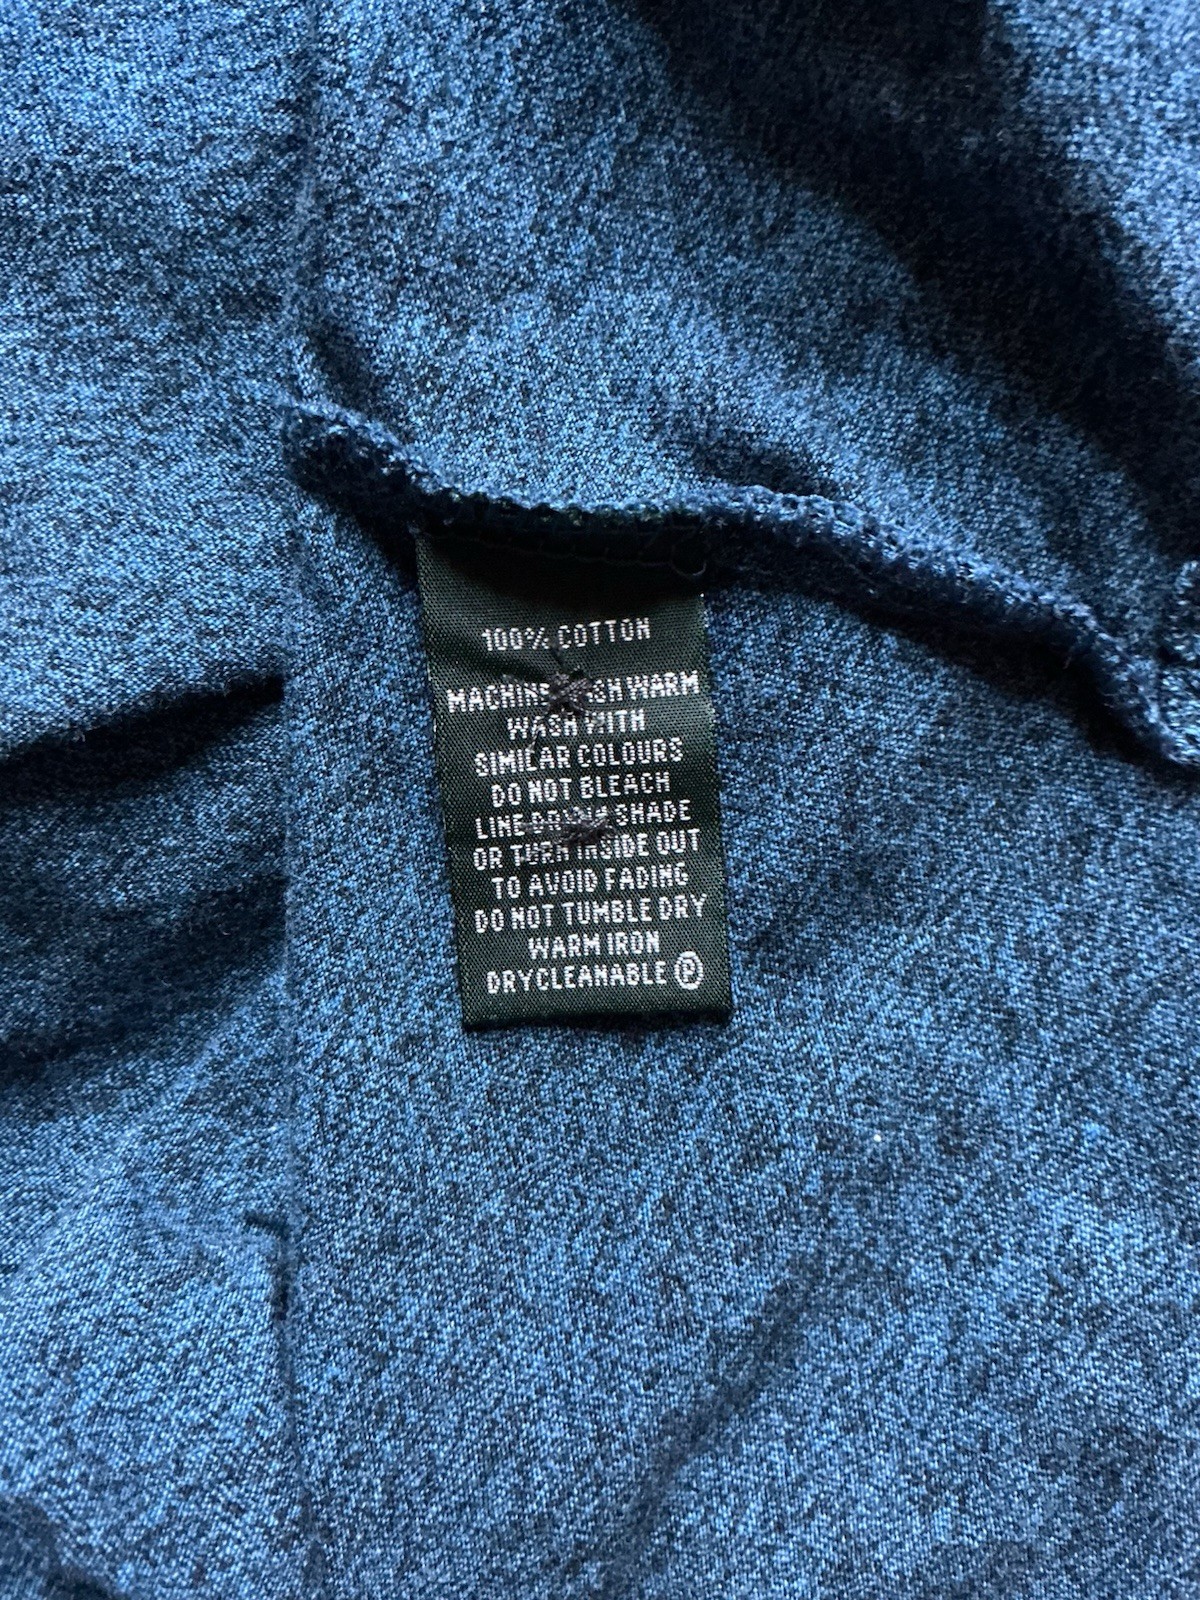 100% COTTON
MACHINE WASH WARM
WASH WITH
SIMILAR COLOURS
DO NOT BLEACH
LINE DRY IN SHADE
OR TURN INSIDE OUT
TO AVOID FADING
DO NOT TUMBLE DRY
WARM IRON
DRYCLEANABLE Ⓟ